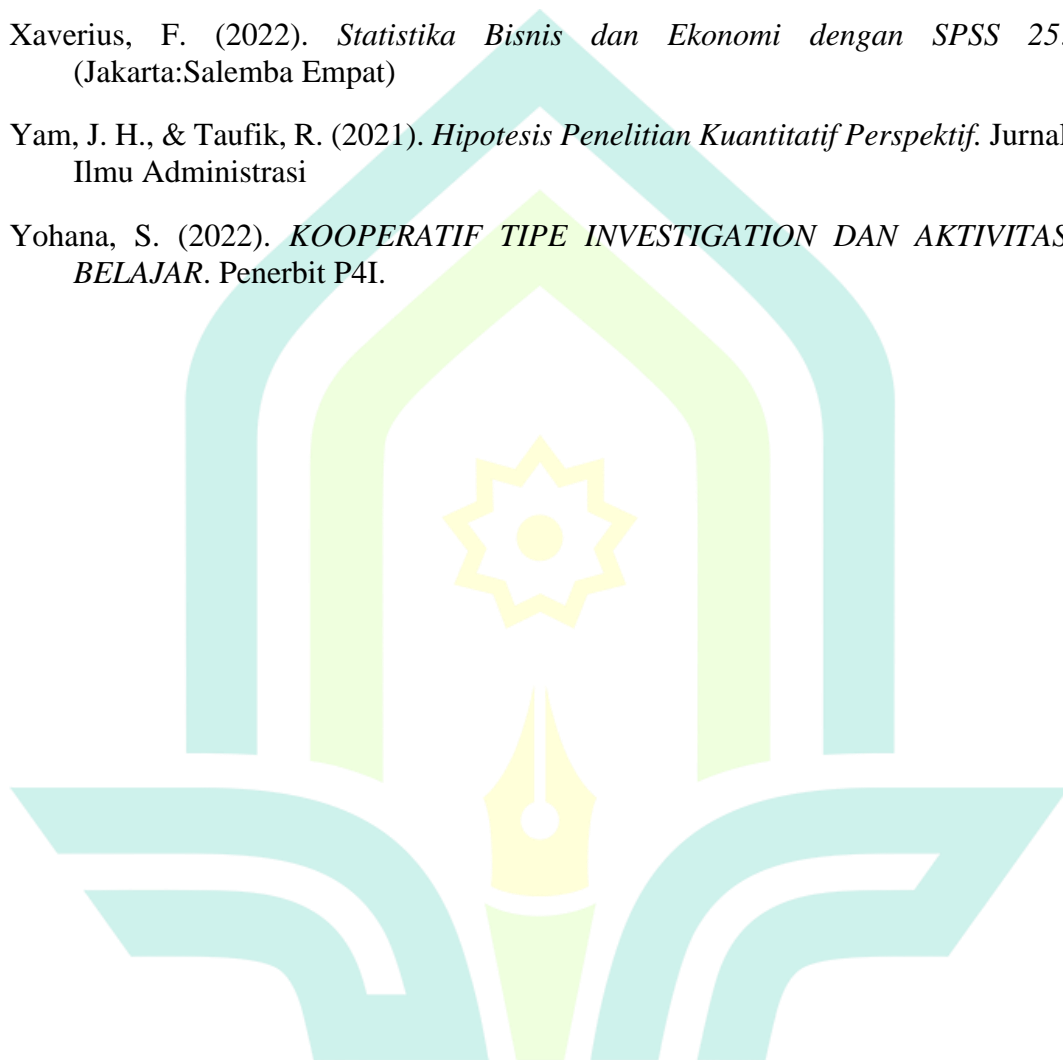 Xaverius, F. (2022). Statistika Bisnis dan Ekonomi dengan SPSS 25.
(Jakarta:Salemba Empat)
Yam, J. H., & Taufik, R. (2021). Hipotesis Penelitian Kuantitatif Perspektif. Jurnal
Ilmu Administrasi
Yohana, S. (2022). KOOPERATIF TIPE INVESTIGATION DAN AKTIVITAS
BELAJAR. Penerbit P4I.